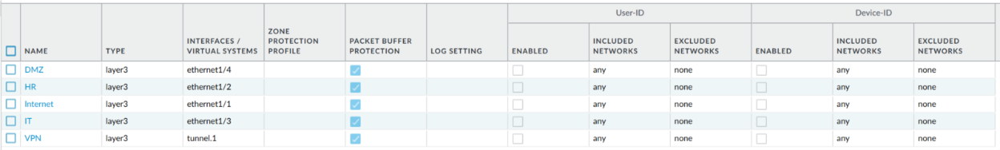 User-ID Device-ID
NAME TYPE INTERFACES / VIRTUAL SYSTEMS ZONE PROTECTION PROFILE PACKET BUFFER PROTECTION LOG SETTING ENABLED INCLUDED NETWORKS EXCLUDED NETWORKS ENABLED INCLUDED NETWORKS EXCLUDED NETWORKS
DMZ layer3 ethernet1/4 any none any none
HR layer3 ethernet1/2 any none any none
Internet layer3 ethernet1/1 any none any none
IT layer3 ethernet1/3 any none any none
VPN layer3 tunnel.1 any none any none